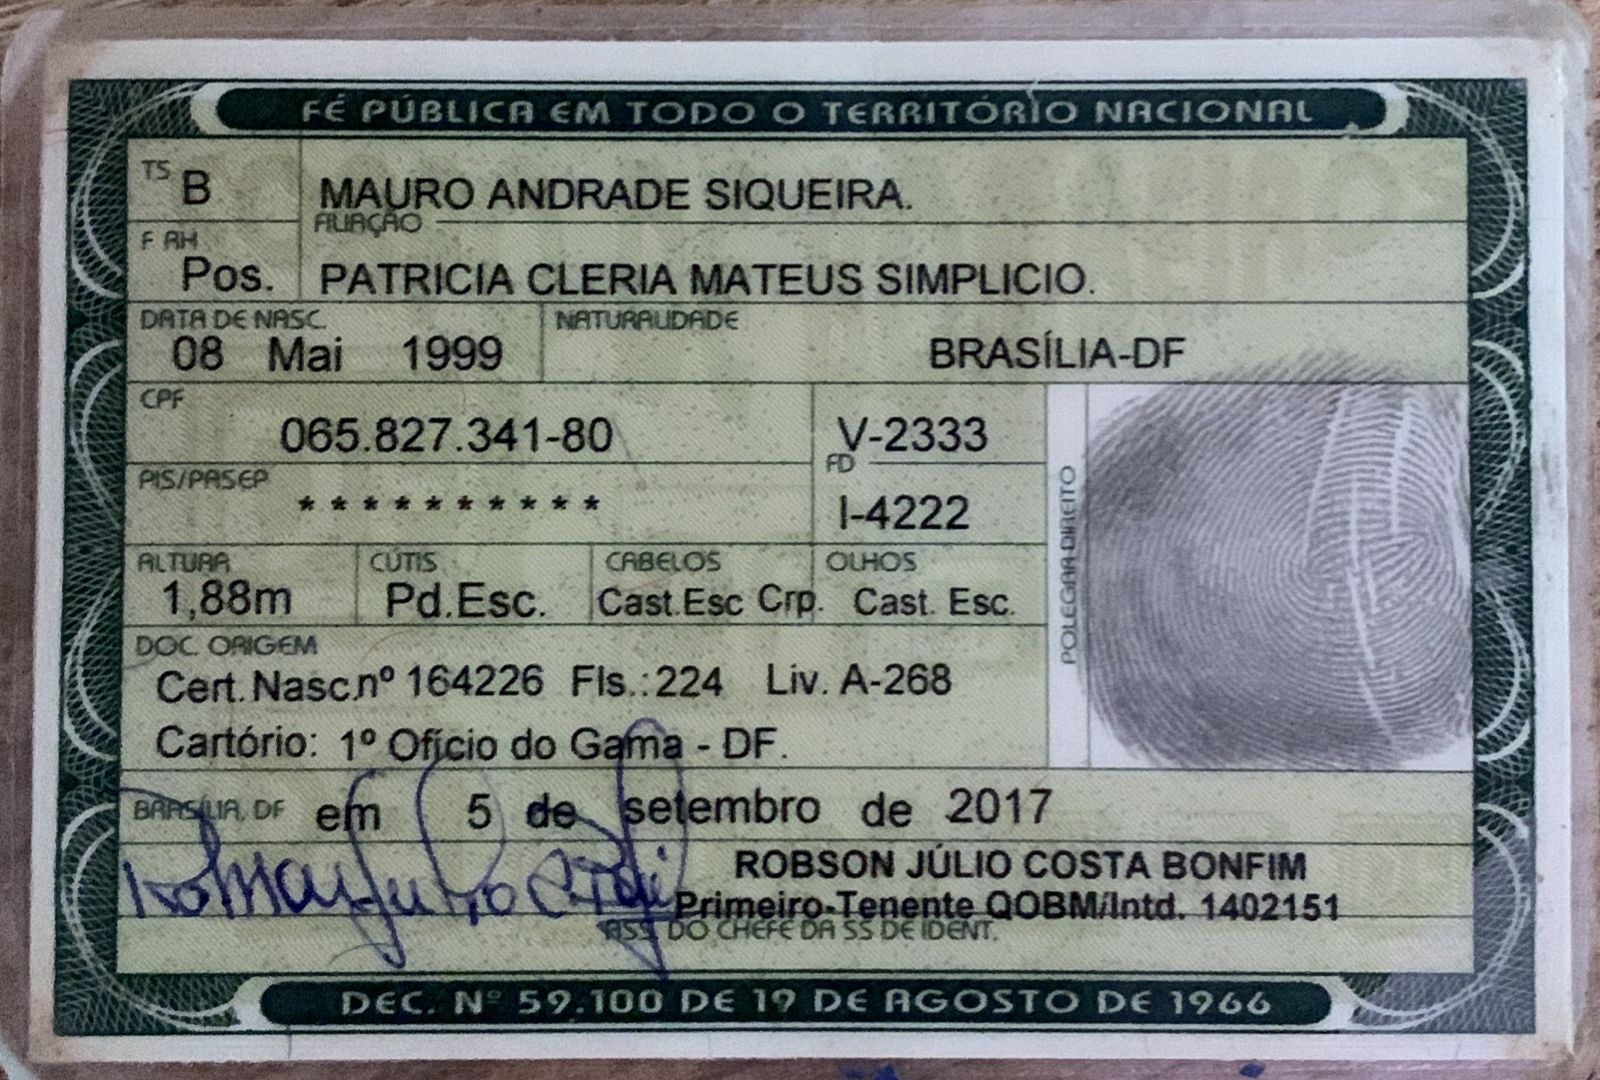 FÉ PÚBLICA EM TODO O TERRITÓRIO NACIONAL
TS B
MAURO ANDRADE SIQUEIRA.
FILIAÇÃO
F RH
Pos. PATRICIA CLERIA MATEUS SIMPLICIO.
DATA DE NASC. NATURALIDADE
08 Mai 1999 BRASÍLIA-DF
CPF
065.827.341-80 V-2333
PIS/PASEP FD
* * * * * * * * * * I-4222
ALTURA CÚTIS CABELOS OLHOS
1,88m Pd.Esc. Cast.Esc Crp. Cast. Esc.
POLEGAR DIREITO
DOC. ORIGEM
Cert.Nasc.nº 164226 Fls.:224 Liv. A-268
Cartório: 1º Ofício do Gama - DF.
BRASÍLIA, DF em 5 de setembro de 2017
ROBSON JÚLIO COSTA BONFIM
Primeiro-Tenente QOBM/Intd. 1402151
ASS. DO CHEFE DA SS DE IDENT.
DEC. Nº 59.100 DE 19 DE AGOSTO DE 1966